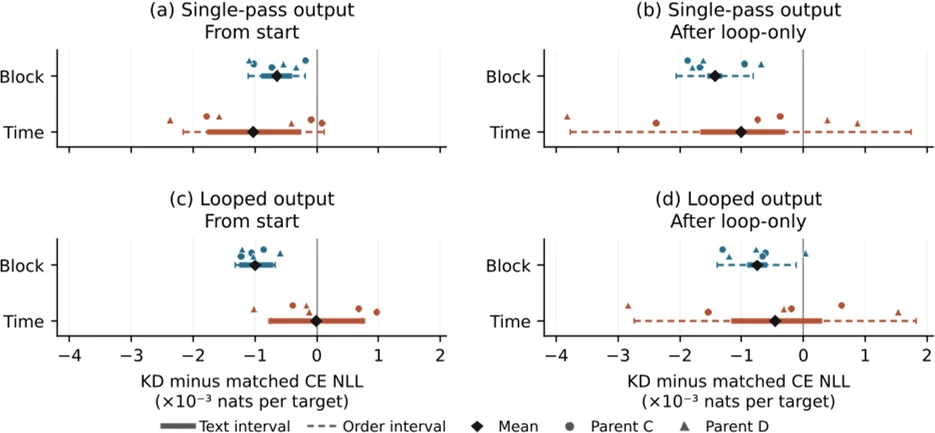 (a) Single-pass output
From start
Block
Time
(b) Single-pass output
After loop-only
Block
Time
(c) Looped output
From start
Block
Time
−4 −3 −2 −1 0 1 2
KD minus matched CE NLL
(×10⁻³ nats per target)
(d) Looped output
After loop-only
Block
Time
−4 −3 −2 −1 0 1 2
KD minus matched CE NLL
(×10⁻³ nats per target)
Text interval Order interval Mean Parent C Parent D